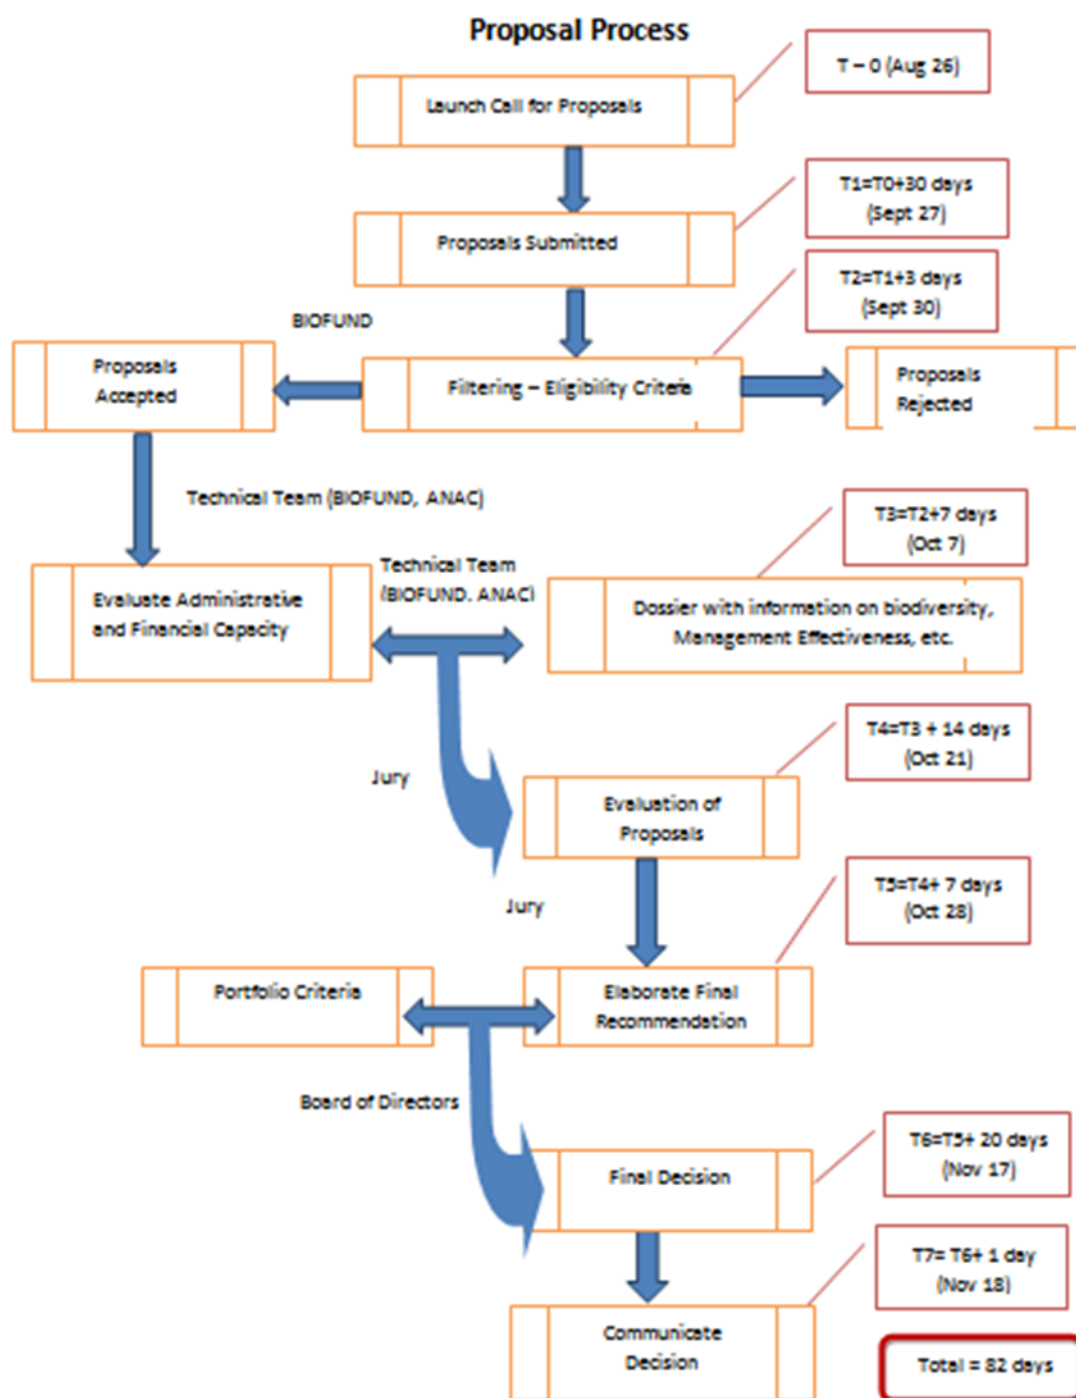 Proposal Process
T – 0 (Aug 26)
Launch Call for Proposals
T1=T0+30 days
(Sept 27)
Proposals Submitted
T2=T1+3 days
(Sept 30)
BIOFUND
Proposals
Accepted
Filtering – Eligibility Criteria
Proposals
Rejected
Technical Team (BIOFUND, ANAC)
T3=T2+7 days
(Oct 7)
Technical Team
(BIOFUND. ANAC)
Evaluate Administrative
and Financial Capacity
Dossier with information on biodiversity,
Management Effectiveness, etc.
T4=T3 + 14 days
(Oct 21)
Jury
Evaluation of
Proposals
T5=T4+ 7 days
(Oct 28)
Jury
Portfolio Criteria
Elaborate Final
Recommendation
Board of Directors
T6=T5+ 20 days
(Nov 17)
Final Decision
T7= T6+ 1 day
(Nov 18)
Communicate
Decision
Total = 82 days